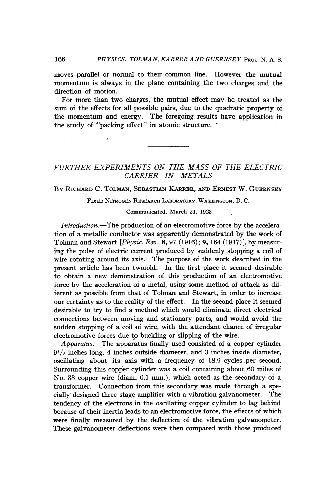 166 PHYSICS: TOLMAN, KARRER AND GUERNSEY PROC. N. A. S.
moves parallel or normal to their common line. However the mutual
momentum is always in the plane containing the two charges and the
direction of motion.
For more than two charges, the mutual effect may be treated as the
sum of the effects for all possible pairs, due to the quadratic property of
the momentum and energy. The foregoing results have application in
the study of "packing effect" in atomic structure.
FURTHER EXPERIMENTS ON THE MASS OF THE ELECTRIC
CARRIER IN METALS
BY RICHARD C. TOLMAN, SEBASTIAN KARRER, AND ERNEST W. GUERNSEY
FIXED NITROGEN RESEARCH LABORATORY, WASHINGTON, D. C.
Communicated, March 21, 1923
Introduction.—The production of an electromotive force by the accelera-
tion of a metallic conductor was apparently demonstrated by the work of
Tolman and Stewart [Physic. Rev. 8, 97 (1916); 9, 164 (1917)], by measur-
ing the pulse of electric current produced by suddenly stopping a coil of
wire rotating around its axis. The purpose of the work described in the
present article has been twofold. In the first place it seemed desirable
to obtain a new demonstration of this production of an electromotive
force by the acceleration of a metal, using some method of attack as dif-
ferent as possible from that of Tolman and Stewart, in order to increase
our certainty as to the reality of the effect. In the second place it seemed
desirable to try to find a method which would eliminate direct electrical
connections between moving and stationary parts, and would avoid the
sudden stopping of a coil of wire, with the attendant chance of irregular
electromotive forces due to buckling or slipping of the wire.
Apparatus. The apparatus finally used consisted of a copper cylinder
inches long, 4 inches outside diameter, and 3 inches inside diameter,
oscillating about its axis with a frequency of 18.9 cycles per second.
Surrounding this copper cylinder was a coil containing about 60 miles of
No. 38 copper wire (diam. 0.1 mm.), which acted as the secondary of a
transformer. Connection from this secondary was made through a spe-
cially designed three stage amplifier with a vibration galvanometer. The
tendency of the electrons in the oscillating copper cylinder to lag behind
because of their inertia leads to an electromotive force, the effects of which
were finally measured by the deflection of the vibration galvanometer.
These galvanometer deflections were then compared with those produced